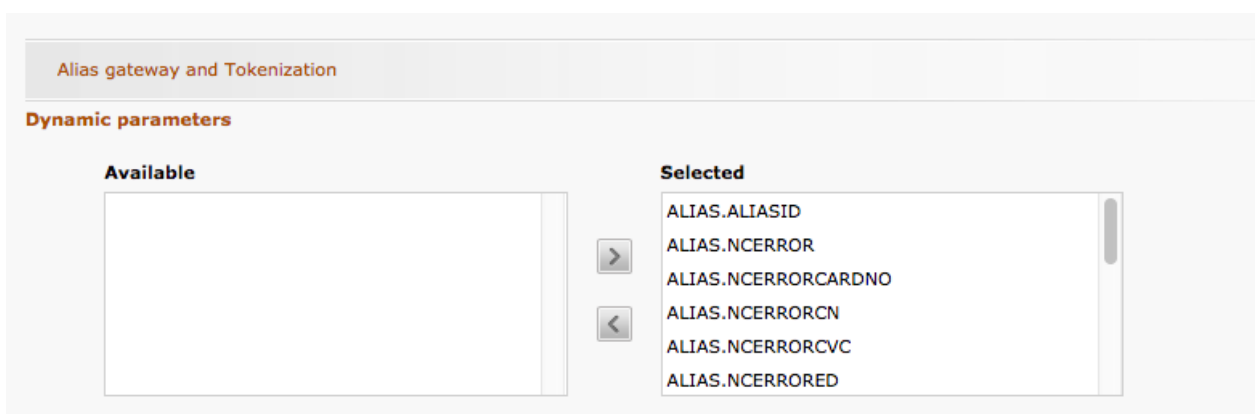 Alias gateway and Tokenization
Dynamic parameters
Available
Selected
ALIAS.ALIASID
ALIAS.NCERROR
ALIAS.NCERRORCARDNO
ALIAS.NCERRORCN
ALIAS.NCERRORCVC
ALIAS.NCERRORED